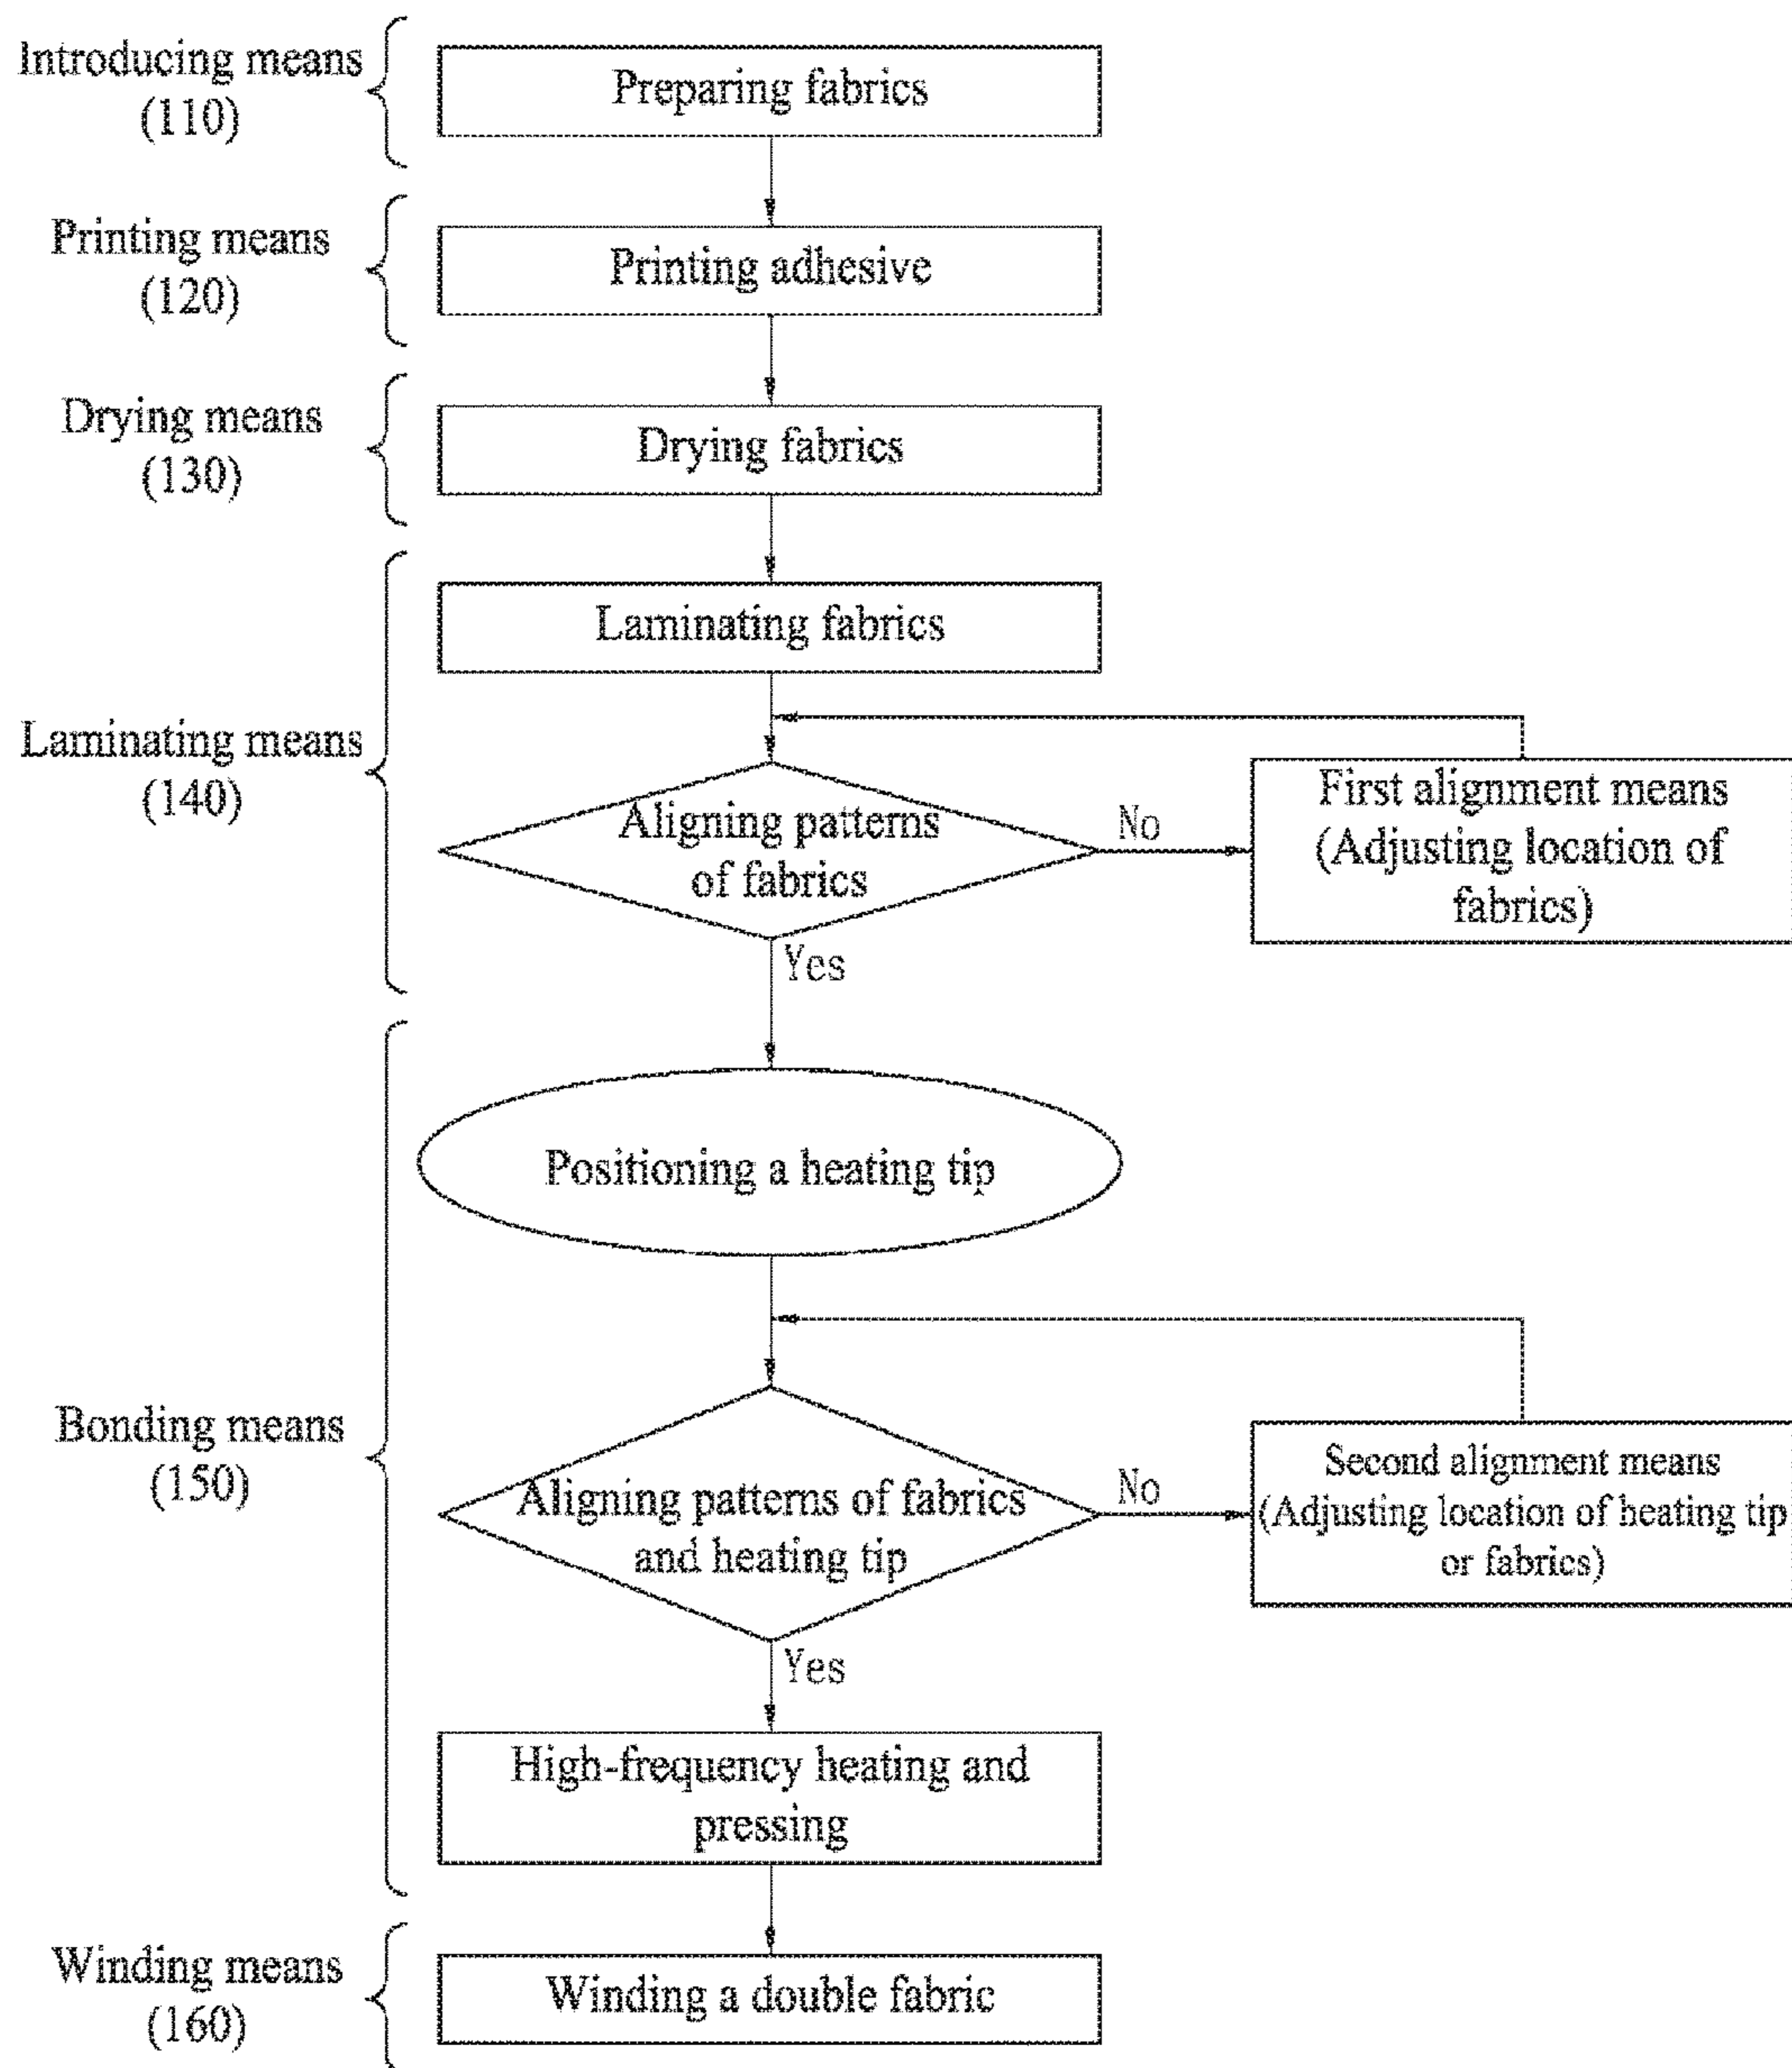 Introducing means
(110)
Preparing fabrics
Printing means
(120)
Printing adhesive
Drying means
(130)
Drying fabrics
Laminating means
(140)
Laminating fabrics
Aligning patterns
of fabrics
No
First alignment means
(Adjusting location of
fabrics)
Yes
Bonding means
(150)
Positioning a heating tip
Aligning patterns of fabrics
and heating tip
No
Second alignment means
(Adjusting location of heating tip
or fabrics)
Yes
High-frequency heating and
pressing
Winding means
(160)
Winding a double fabric